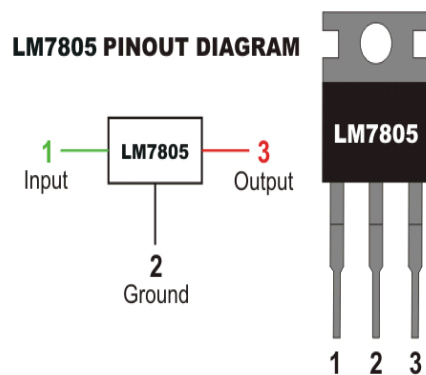 LM7805 PINOUT DIAGRAM
1
Input
LM7805
3
Output
2
Ground
LM7805
1 2 3